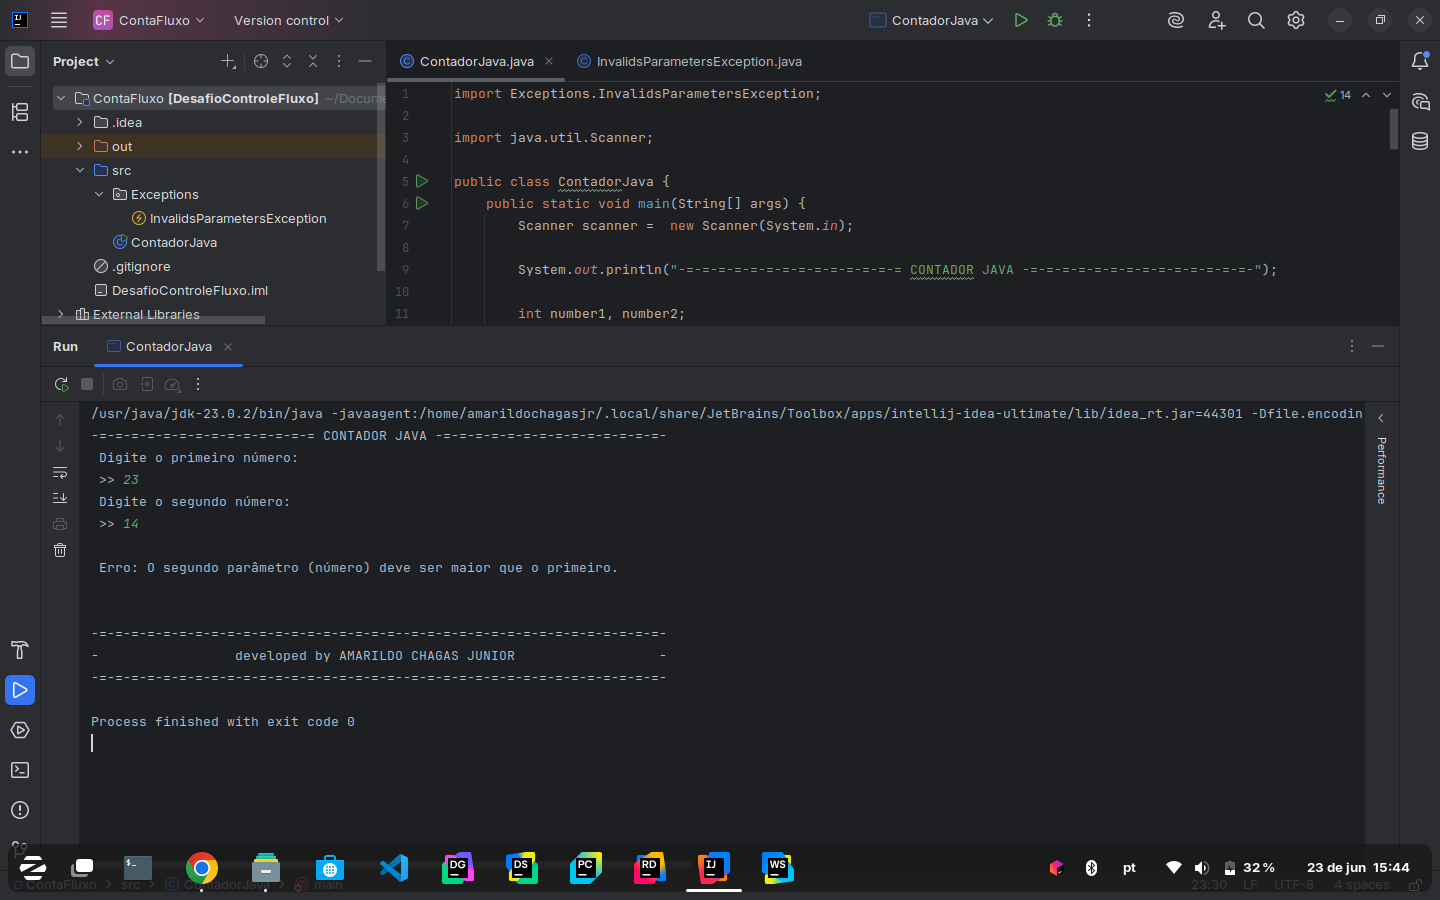 IJ
CF ContaFluxo
Version control
ContadorJava
Project
ContadorJava.java
InvalidsParametersException.java
ContaFluxo [DesafioControleFluxo] ~/Docume
.idea
out
src
Exceptions
InvalidsParametersException
ContadorJava
.gitignore
DesafioControleFluxo.iml
External Libraries
14
1 import Exceptions.InvalidsParametersException;
2
3 import java.util.Scanner;
4
5 public class ContadorJava {
6 public static void main(String[] args) {
7 Scanner scanner =  new Scanner(System.in);
8
9 System.out.println("-=-=-=-=-=-=-=-=-=-=-=-=-=-= CONTADOR JAVA -=-=-=-=-=-=-=-=-=-=-=-=-=-=-");
10
11 int number1, number2;
Run
ContadorJava
/usr/java/jdk-23.0.2/bin/java -javaagent:/home/amarildochagasjr/.local/share/JetBrains/Toolbox/apps/intellij-idea-ultimate/lib/idea_rt.jar=44301 -Dfile.encodin
-=-=-=-=-=-=-=-=-=-=-=-=-=-= CONTADOR JAVA -=-=-=-=-=-=-=-=-=-=-=-=-=-=-
Digite o primeiro número:
>> 23
Digite o segundo número:
>> 14
Erro: O segundo parâmetro (número) deve ser maior que o primeiro.
-=-=-=-=-=-=-=-=-=-=-=-=-=-=-=-=-=-=-=--=-=-=-=-=-=-=-=-=-=-=-=-=-=-=-=-
- developed by AMARILDO CHAGAS JUNIOR -
-=-=-=-=-=-=-=-=-=-=-=-=-=-=-=-=-=-=-=--=-=-=-=-=-=-=-=-=-=-=-=-=-=-=-=-
Process finished with exit code 0
Performance
$_
DG
DS
PC
RD
IJ
WS
pt
32 %
23 de jun 15:44
ContaFluxo > src > ContadorJava > main
23:30 LF UTF-8 4 spaces